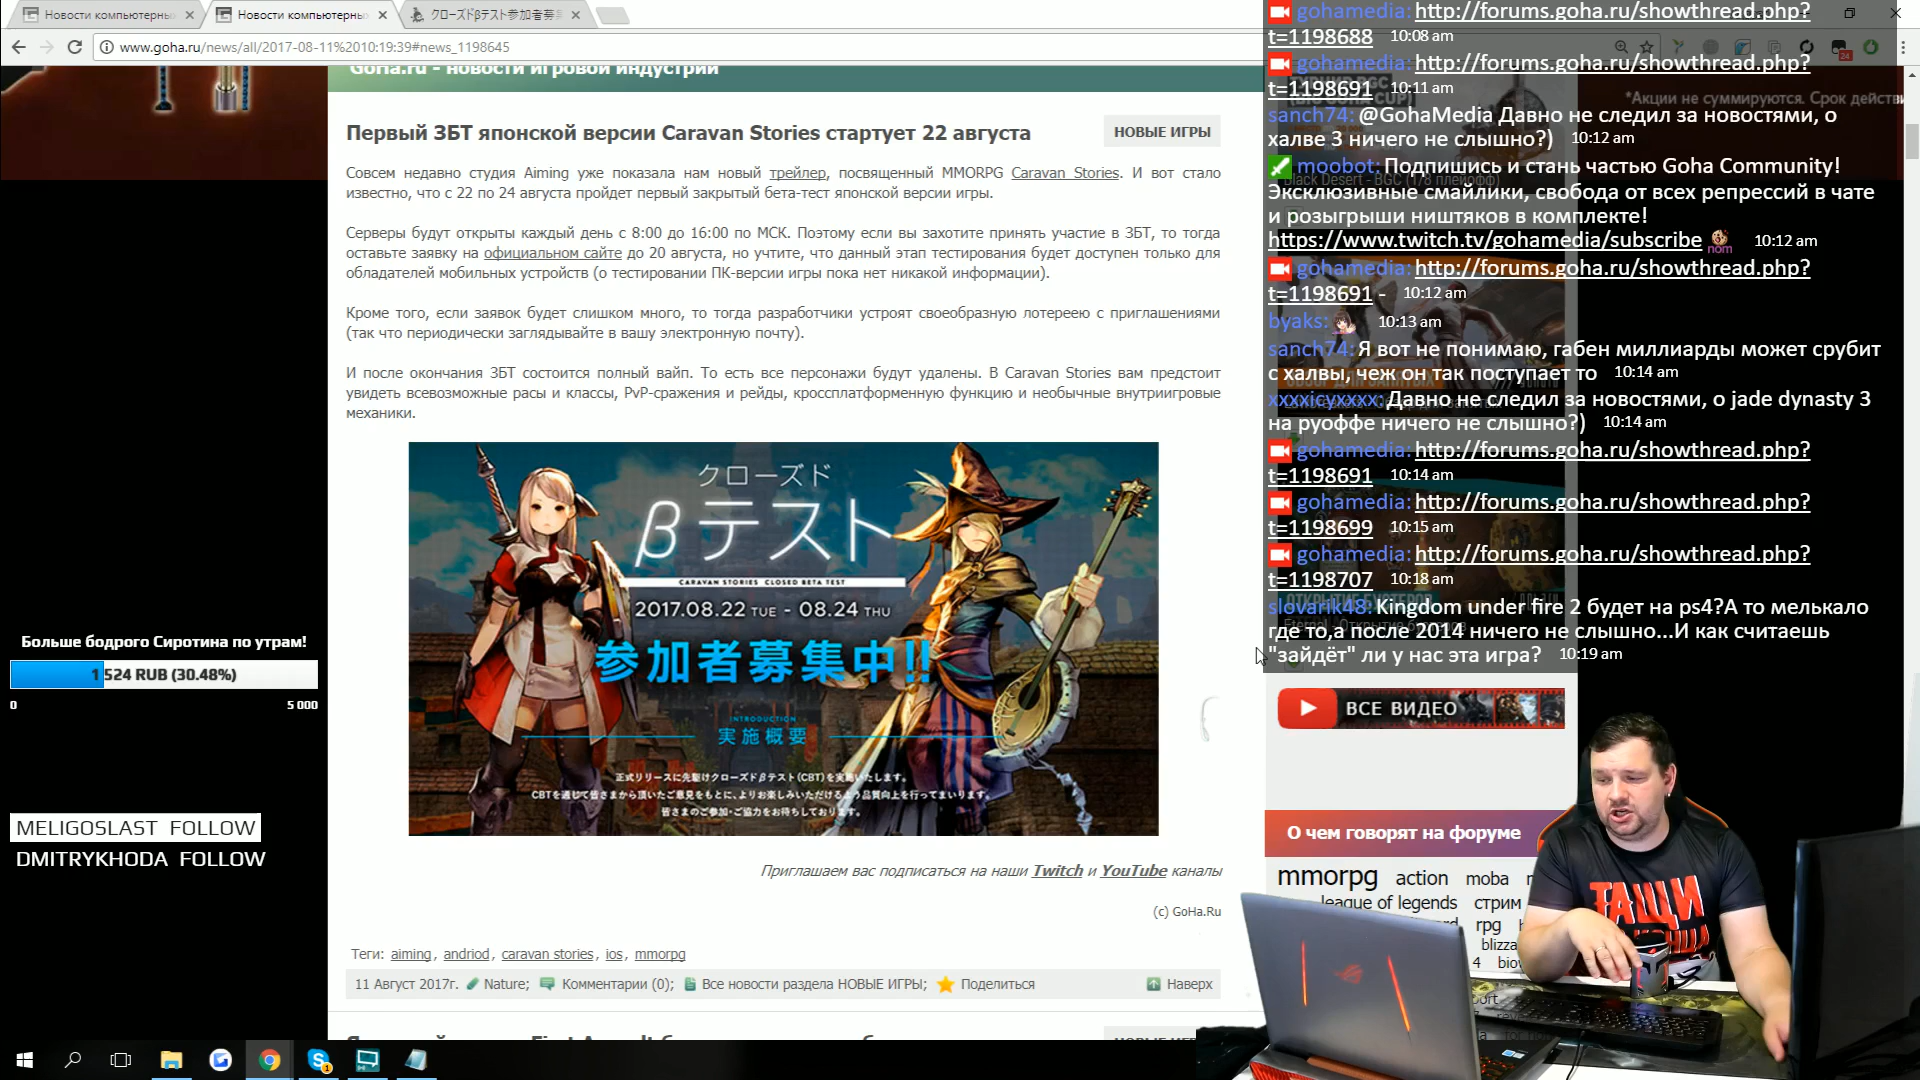 Новости компьютерны
Новости компьютерны
クローズドβテスト参加者募集
www.goha.ru/news/all/2017-08-11%2010:19:39#news_1198645
24
GoHa.ru - новости игровой индустрии
Первый ЗБТ японской версии Caravan Stories стартует 22 августа
НОВЫЕ ИГРЫ
Совсем недавно студия Aiming уже показала нам новый трейлер, посвященный MMORPG Caravan Stories. И вот стало
известно, что с 22 по 24 августа пройдет первый закрытый бета-тест японской версии игры.
Серверы будут открыты каждый день с 8:00 до 16:00 по МСК. Поэтому если вы захотите принять участие в ЗБТ, то тогда
оставьте заявку на официальном сайте до 20 августа, но учтите, что данный этап тестирования будет доступен только для
обладателей мобильных устройств (о тестировании ПК-версии игры пока нет никакой информации).
Кроме того, если заявок будет слишком много, то тогда разработчики устроят своеобразную лотерею с приглашениями
(так что периодически заглядывайте в вашу электронную почту).
И после окончания ЗБТ состоится полный вайп. То есть все персонажи будут удалены. В Caravan Stories вам предстоит
увидеть всевозможные расы и классы, PvP-сражения и рейды, кроссплатформенную функцию и необычные внутриигровые
механики.
クローズド
βテスト
CARAVAN STORIES CLOSED BETA TEST
2017.08.22 TUE - 08.24 THU
参加者募集中!!
INTRODUCTION
実施概要
正式リリースに先駆けクローズドβテスト(CBT)を実施いたします。
CBTを通じて皆さまから頂いたご意見をもとに、よりお楽しみいただけるよう品質向上を行ってまいります。
皆さまのご参加・ご協力をお待ちしております。
Приглашаем вас подписаться на наши Twitch и YouTube каналы
(c) GoHa.Ru
Теги: aiming, andriod, caravan stories, ios, mmorpg
11 Август 2017г. Nature; Комментарии (0); Все новости раздела НОВЫЕ ИГРЫ; Поделиться
Наверх
Больше бодрого Сиротина по утрам!
1 524 RUB (30.48%)
0
5 000
MELIGOSLAST FOLLOW
DMITRYKHODA FOLLOW
gohamedia: http://forums.goha.ru/showthread.php?
t=1198688 10:08 am
gohamedia: http://forums.goha.ru/showthread.php?
t=1198691 10:11 am
*Акции не суммируются. Срок действи
sanch74: @GohaMedia Давно не следил за новостями, о
халве 3 ничего не слышно?) 10:12 am
moobot: Подпишись и стань частью Goha Community!
Black Desert - BGC (1/8 плейофф)
Эксклюзивные смайлики, свобода от всех репрессий в чате
и розыгрыши ништяков в комплекте!
https://www.twitch.tv/gohamedia/subscribe nom 10:12 am
gohamedia: http://forums.goha.ru/showthread.php?
t=1198691 - 10:12 am
byaks: 10:13 am
sanch74: Я вот не понимаю, габен миллиарды может срубит
с халвы, чеж он так поступает то 10:14 am
xxxxicyxxxx: Давно не следил за новостями, о jade dynasty 3
на руоффе ничего не слышно?) 10:14 am
gohamedia: http://forums.goha.ru/showthread.php?
t=1198691 10:14 am
gohamedia: http://forums.goha.ru/showthread.php?
t=1198699 10:15 am
gohamedia: http://forums.goha.ru/showthread.php?
t=1198707 10:18 am
slovarik48: Kingdom under fire 2 будет на ps4?А то мелькало
где то,а после 2014 ничего не слышно...И как считаешь
"зайдёт" ли у нас эта игра? 10:19 am
ВСЕ ВИДЕО
О чем говорят на форуме
mmorpg action moba
league of legends стрим
rpg
blizza
4 biow
ТАЩИ
1